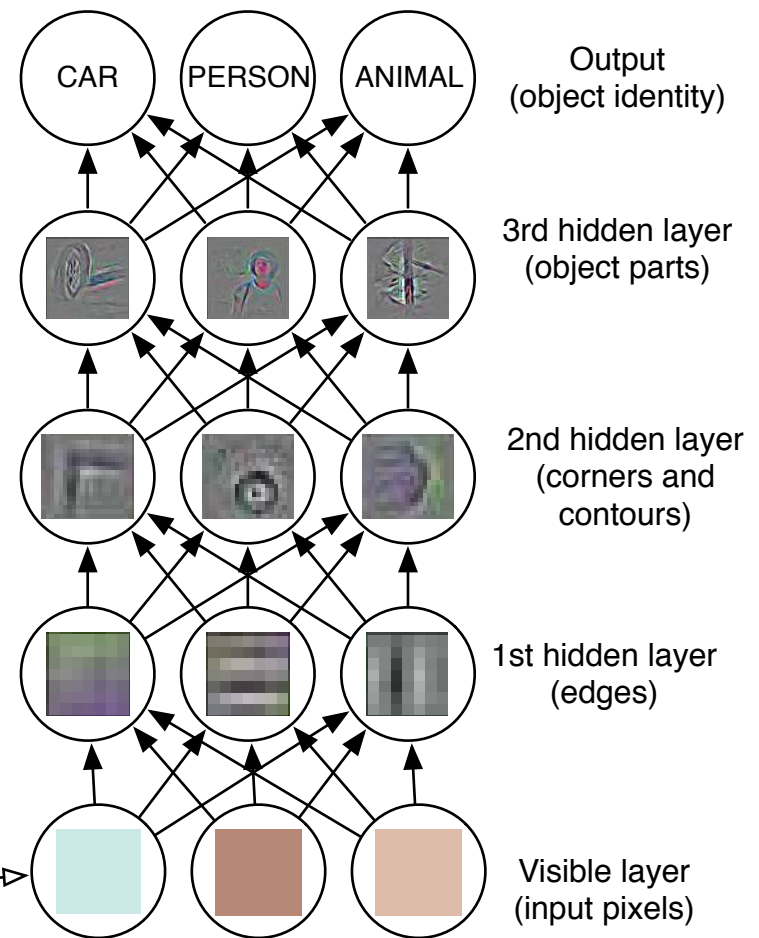 CAR PERSON ANIMAL
Output
(object identity)
3rd hidden layer
(object parts)
2nd hidden layer
(corners and
contours)
1st hidden layer
(edges)
Visible layer
(input pixels)